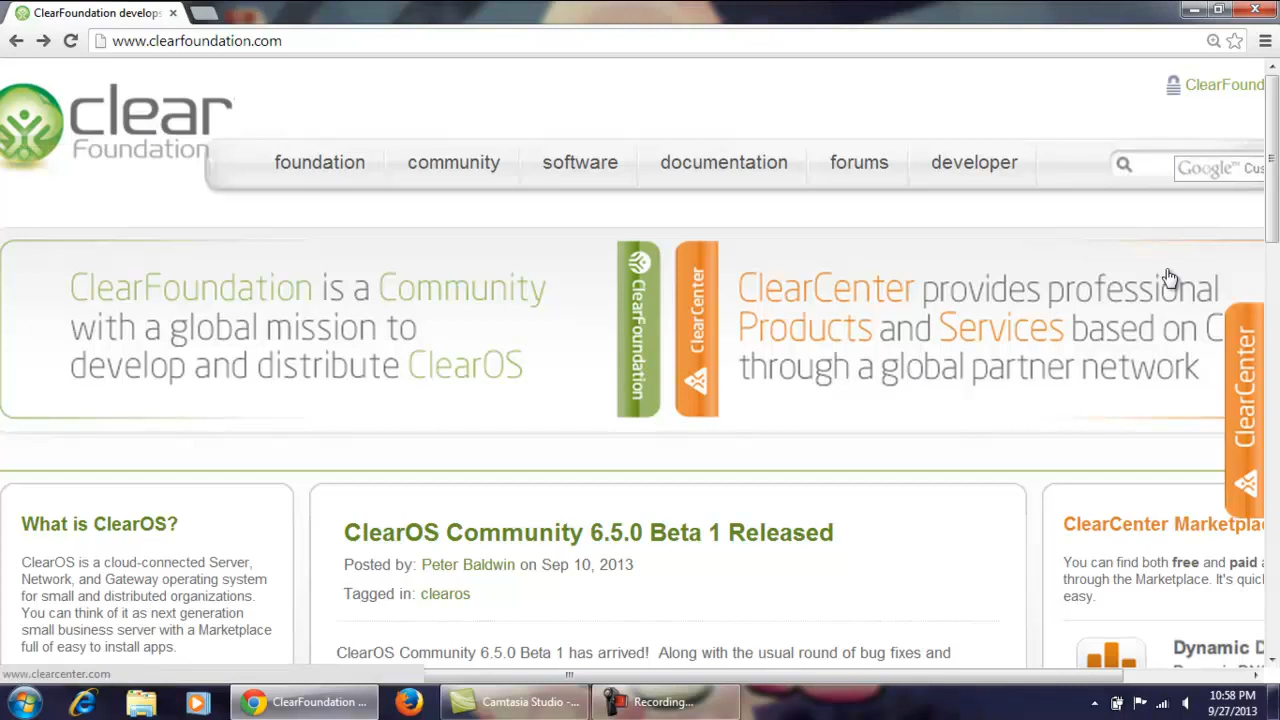 ClearFoundation develops
www.clearfoundation.com
ClearFound
clear
Foundation
foundation
community
software
documentation
forums
developer
Google™ Cus
ClearFoundation is a Community
with a global mission to
develop and distribute ClearOS
ClearFoundation
ClearCenter
ClearCenter provides professional
Products and Services based on C
through a global partner network
ClearCenter
What is ClearOS?
ClearOS is a cloud-connected Server,
Network, and Gateway operating system
for small and distributed organizations.
You can think of it as next generation
small business server with a Marketplace
full of easy to install apps.
ClearOS Community 6.5.0 Beta 1 Released
Posted by: Peter Baldwin on Sep 10, 2013
Tagged in: clearos
ClearOS Community 6.5.0 Beta 1 has arrived! Along with the usual round of bug fixes and
ClearCenter Marketpla
You can find both free and paid a
through the Marketplace. It's quic
easy.
Dynamic D
www.clearcenter.com
ClearFoundation ...
Camtasia Studio -...
Recording...
10:58 PM
9/27/2013